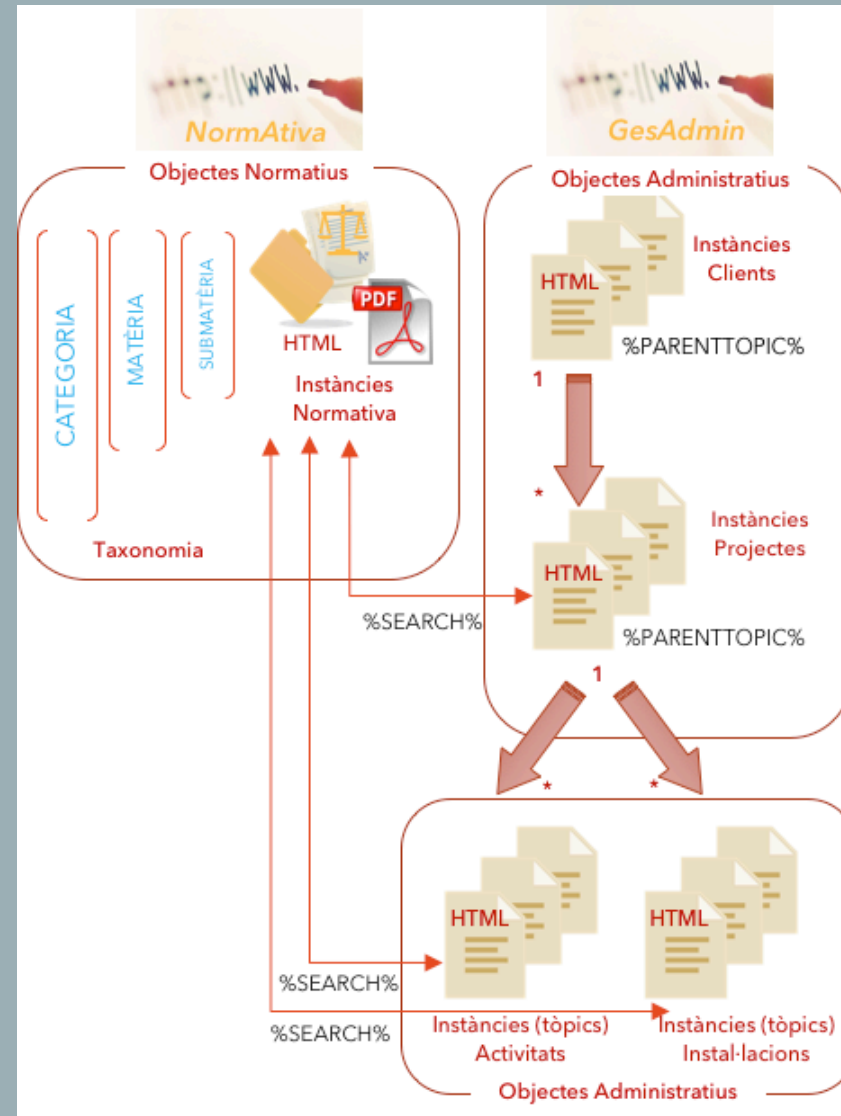 www.
www.
NormAtiva
GesAdmin
Objectes Normatius
Objectes Administratius
CATEGORIA
MATÈRIA
SUBMATÈRIA
PDF
HTML
Instàncies
Normativa
Taxonomia
Instàncies
Clients
HTML
%PARENTTOPIC%
1
*
Instàncies
Projectes
HTML
%SEARCH%
%PARENTTOPIC%
1
*
*
HTML
HTML
%SEARCH%
%SEARCH%
Instàncies (tòpics)
Activitats
Instàncies (tòpics)
Instal·lacions
Objectes Administratius